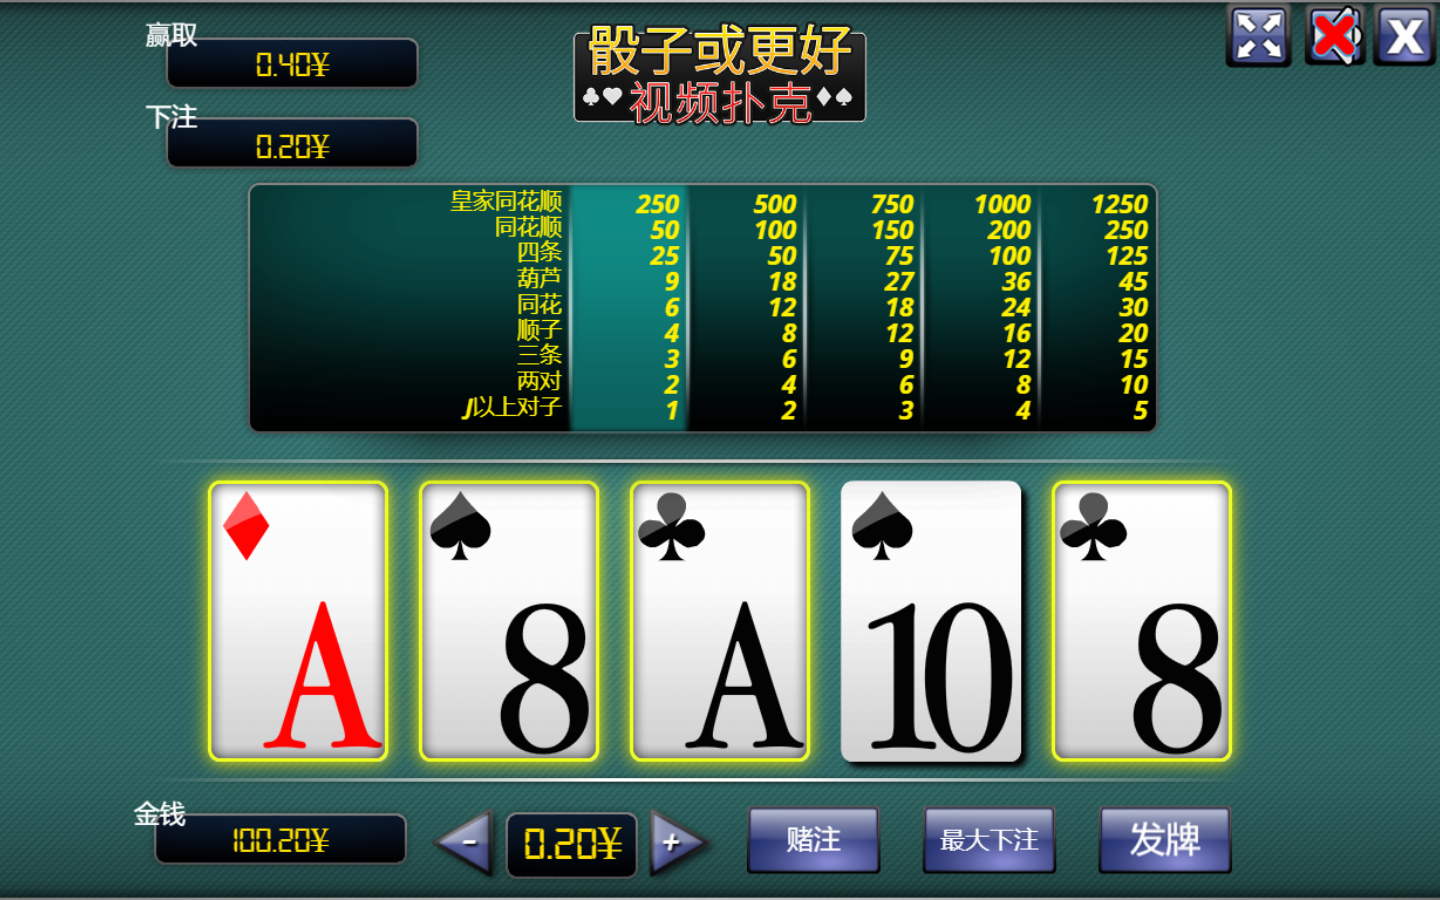 赢取
0.40¥
下注
0.20¥
骰子或更好
视频扑克
X
皇家同花顺 250 500 750 1000 1250
同花顺 50 100 150 200 250
四条 25 50 75 100 125
葫芦 9 18 27 36 45
同花 6 12 18 24 30
顺子 4 8 12 16 20
三条 3 6 9 12 15
两对 2 4 6 8 10
J以上对子 1 2 3 4 5
A 8 A 10 8
金钱
100.20¥
- 0.20¥ +
赌注
最大下注
发牌